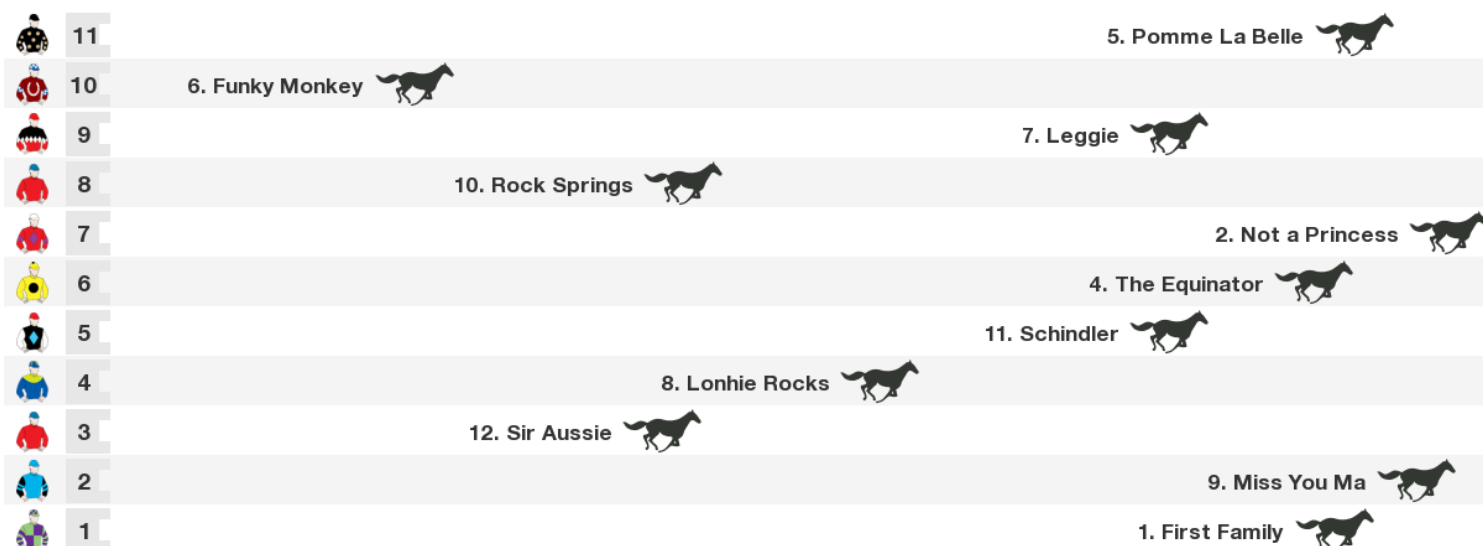 11 5. Pomme La Belle
10 6. Funky Monkey
9 7. Leggie
8 10. Rock Springs
7 2. Not a Princess
6 4. The Equinator
5 11. Schindler
4 8. Lonhie Rocks
3 12. Sir Aussie
2 9. Miss You Ma
1 1. First Family